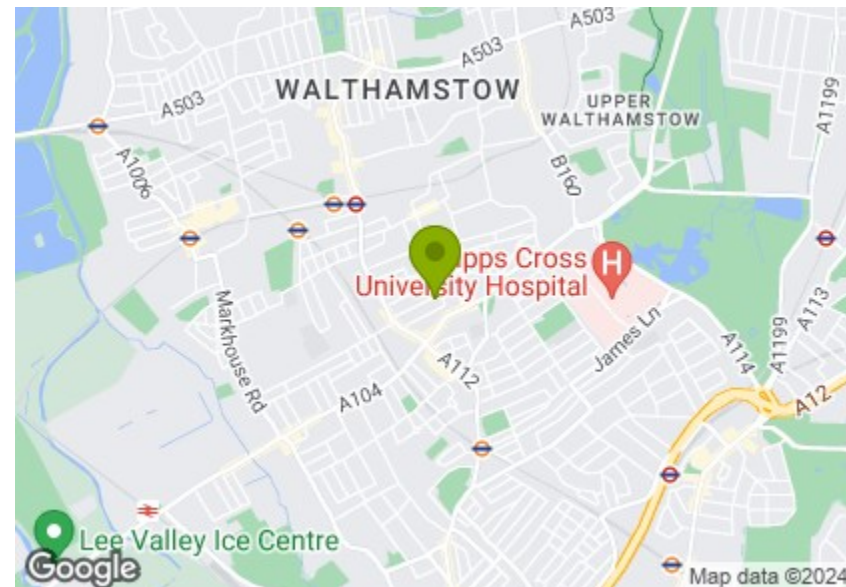 A503
A503
WALTHAMSTOW
A503
UPPER
WALTHAMSTOW
A1199
A1006
B160
pps Cross
University Hospital
H
Markhouse Rd
James Ln
A113
A1199
A114
A112
A104
A12
Lee Valley Ice Centre
Google
Map data ©2024